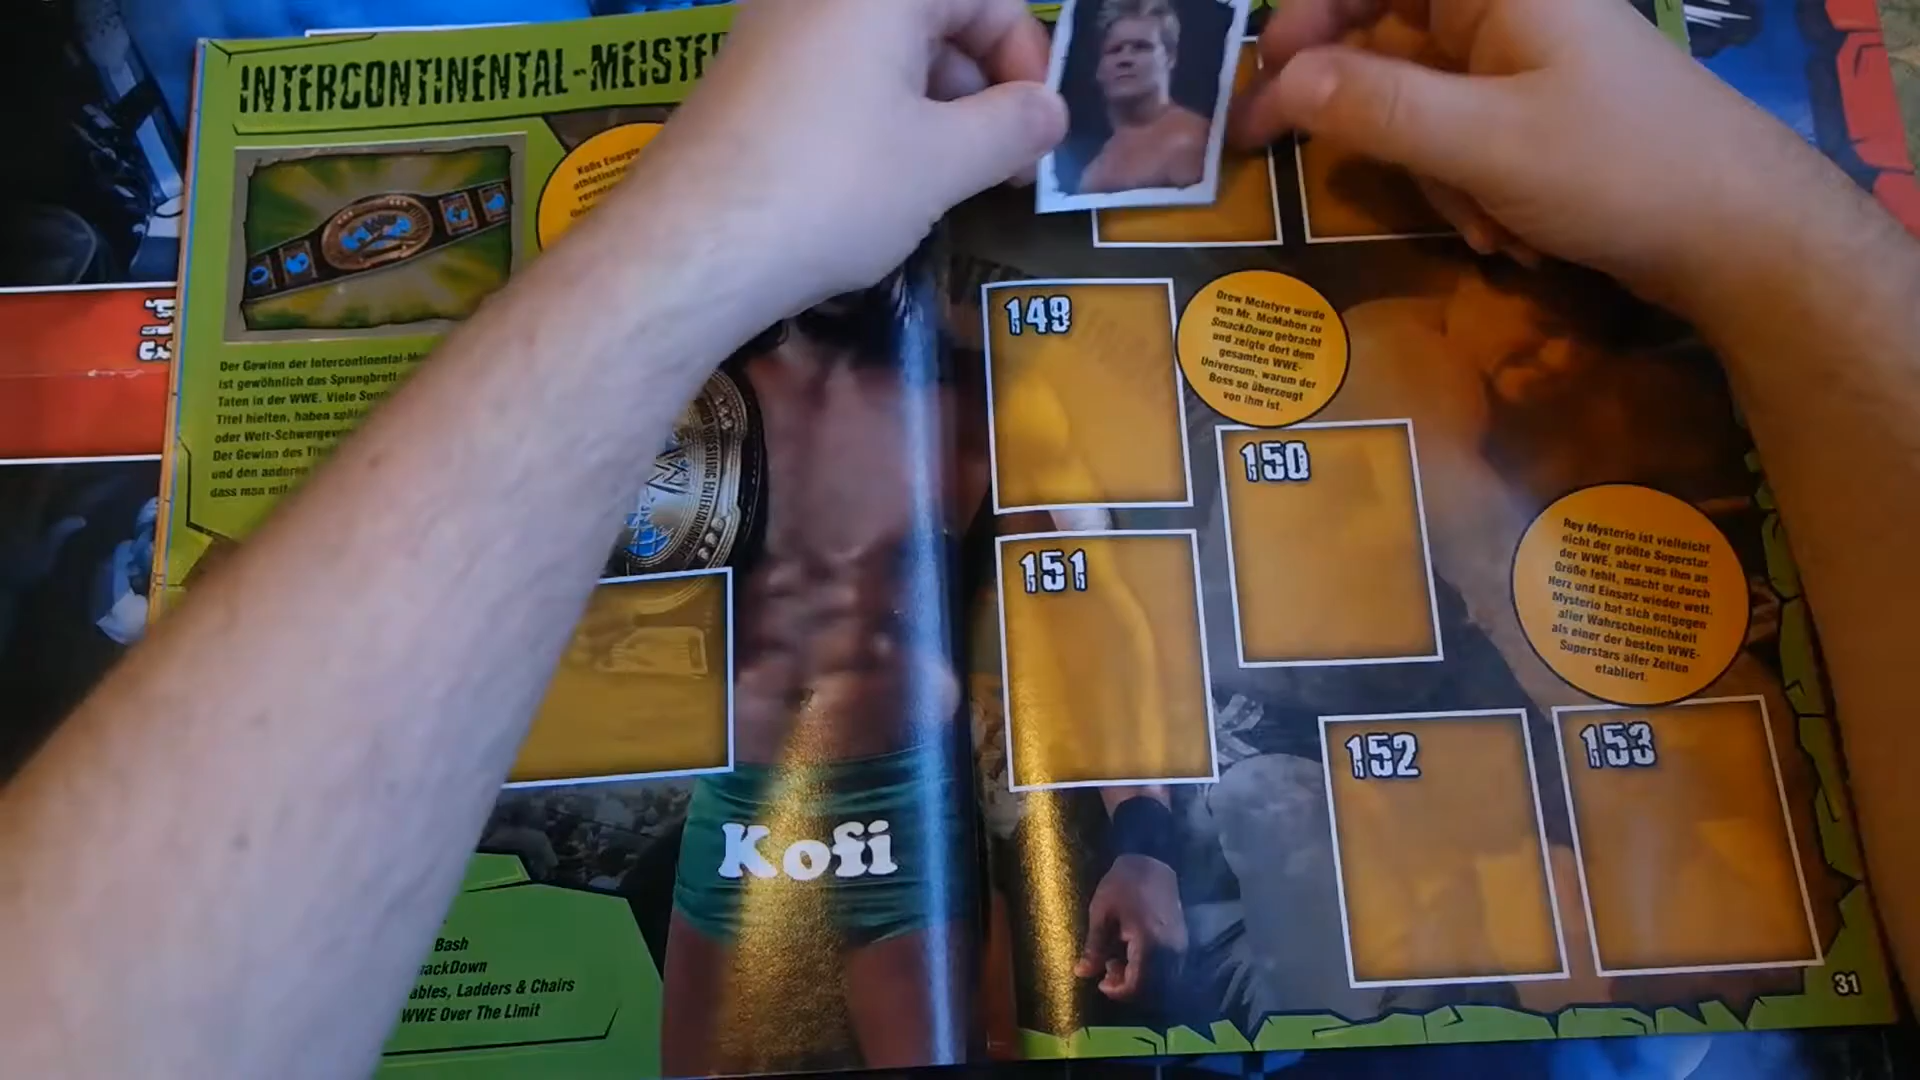 INTERCONTINENTAL-MEISTE
Kofis Energie
Der Gewinn der Intercontinental-M
ist gewöhnlich das Sprungbrett
Taten in der WWE. Viele
Titel hielten, haben
oder Welt-Schwergew
Der Gewinn des
und den anderen
dass man mit
Kofi
Bash
ackDown
ables, Ladders & Chairs
WWE Over The Limit
149
Drew McIntyre wurde
von Mr. McMahon zu
SmackDown gebracht
und zeigte dort dem
gesamten WWE-
Universum, warum der
Boss so überzeugt
von ihm ist.
150
151
Rey Mysterio ist vielleicht
nicht der größte Superstar
der WWE, aber was ihm an
Größe fehlt, macht er durch
Herz und Einsatz wieder wett.
Mysterio hat sich entgegen
aller Wahrscheinlichkeit
als einer der besten WWE-
Superstars aller Zeiten
etabliert.
152
153
31